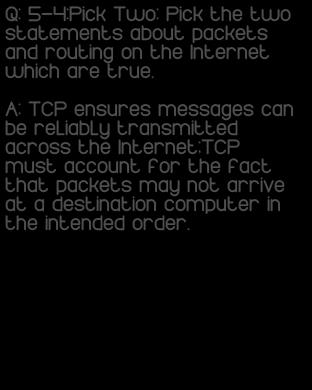 Q: 5-4:Pick Two: Pick the two
statements about packets
and routing on the Internet
which are true.
A: TCP ensures messages can
be reliably transmitted
across the Internet;TCP
must account for the fact
that packets may not arrive
at a destination computer in
the intended order.